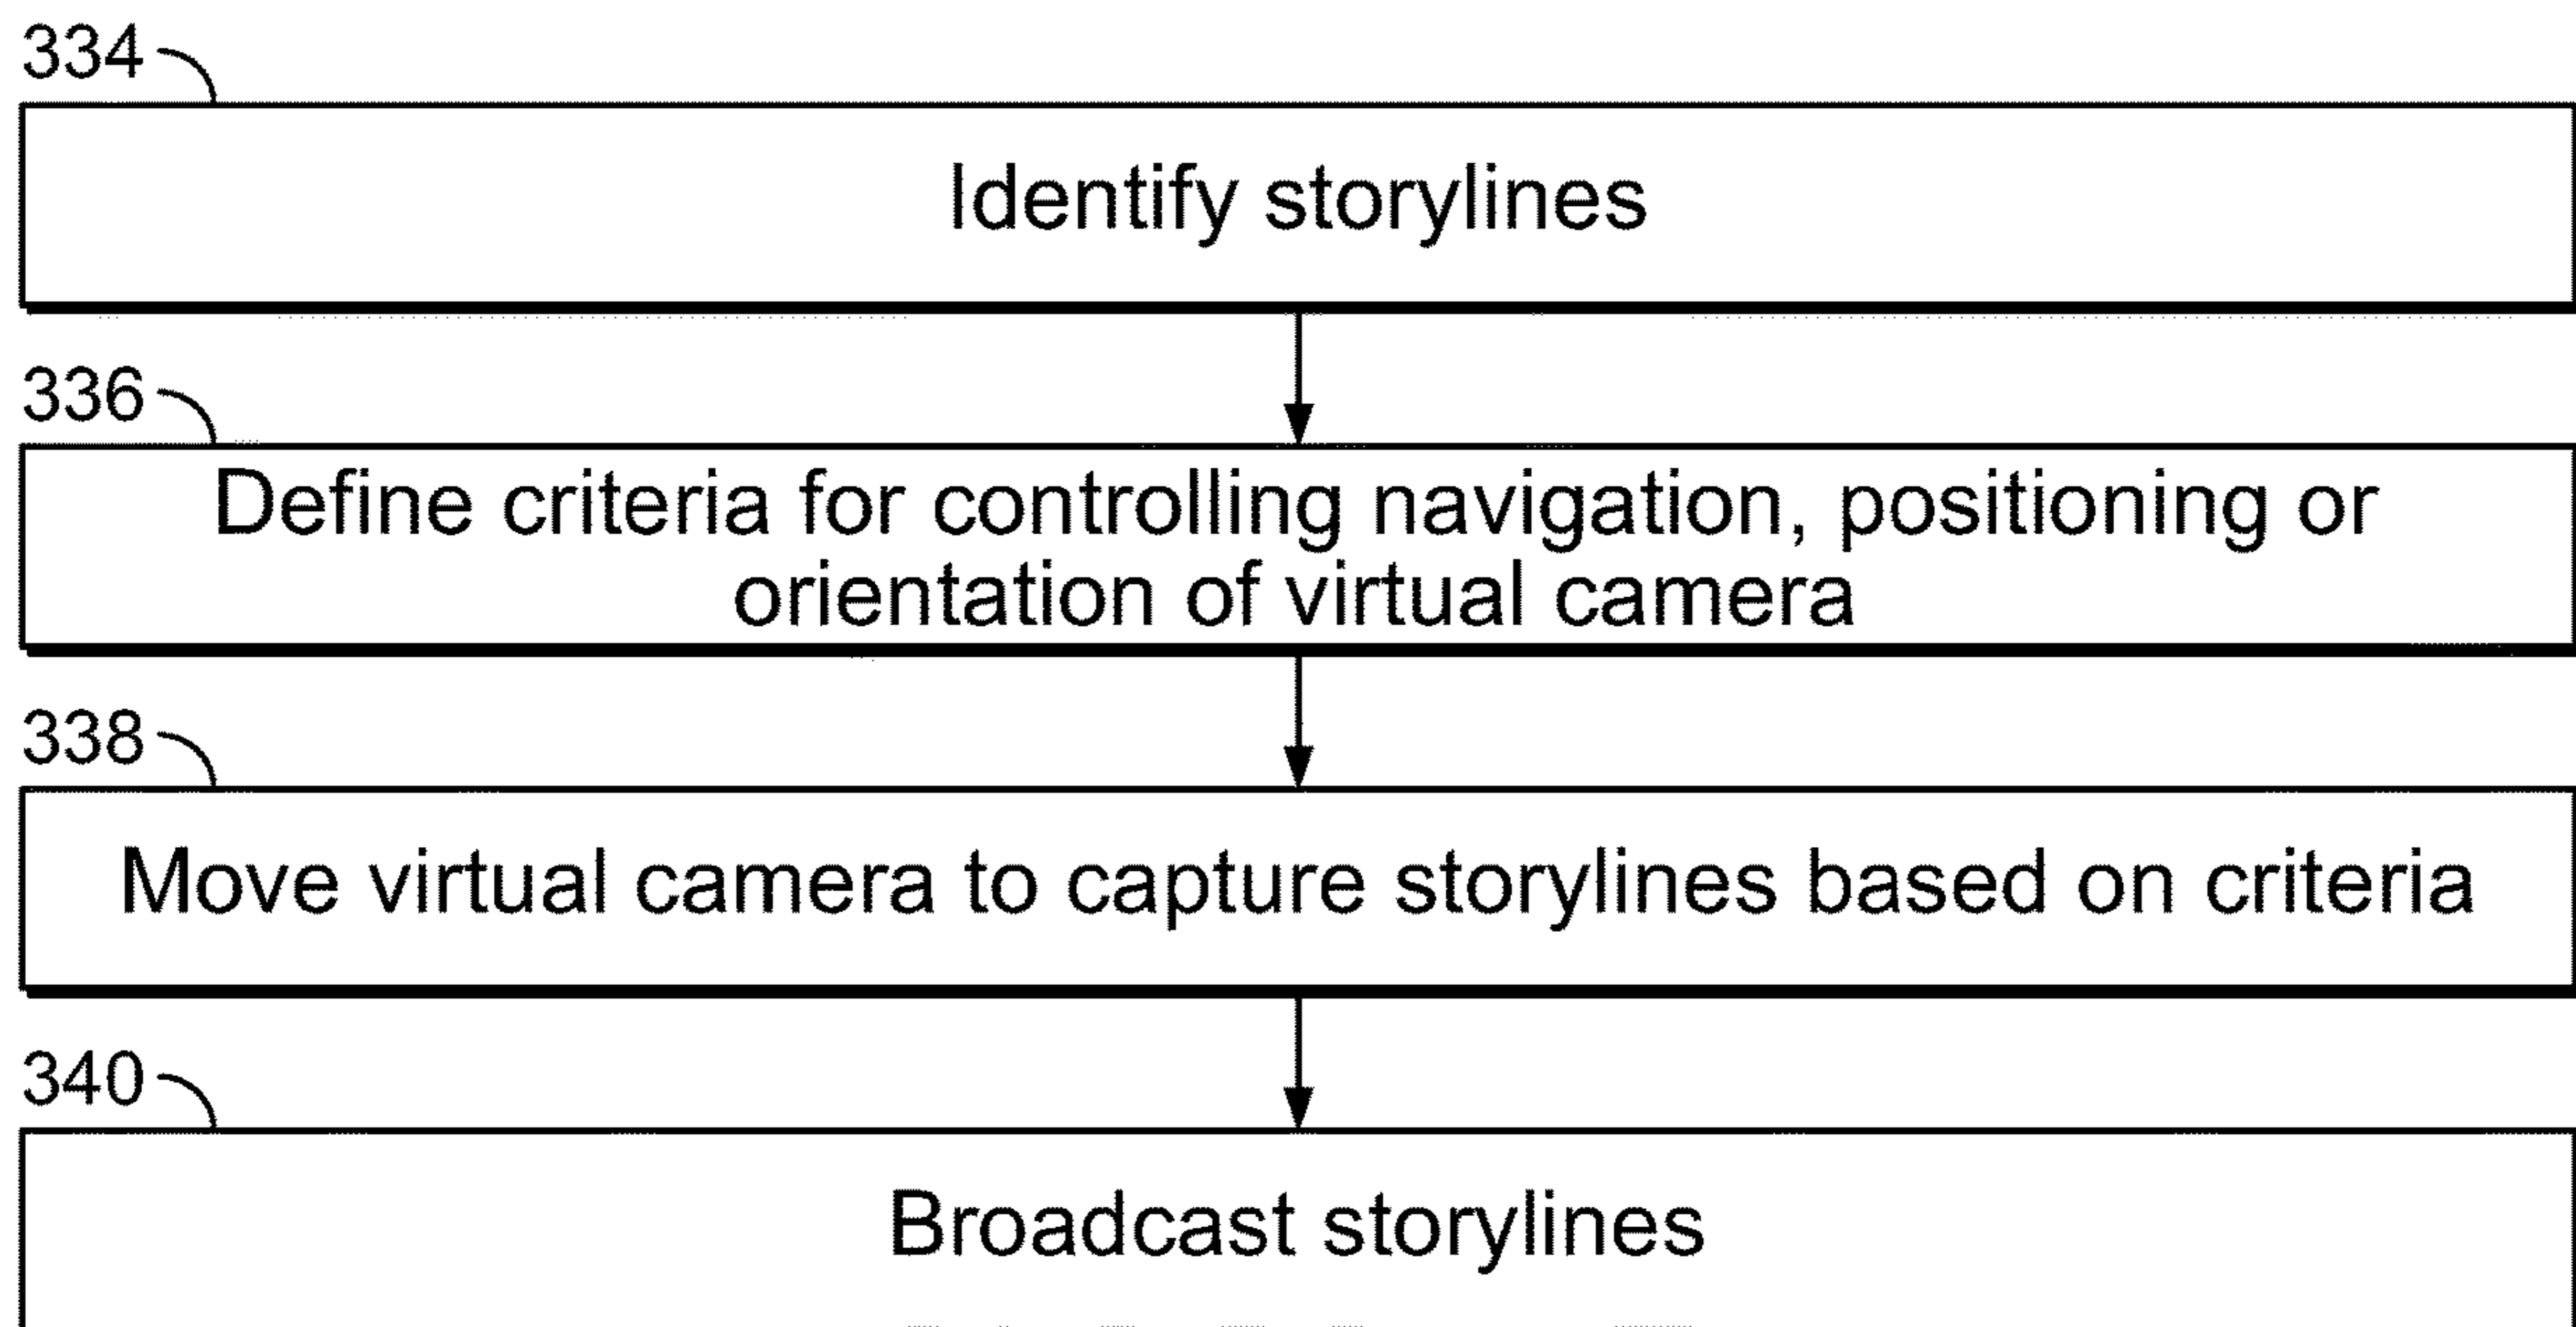 334
Identify storylines
336
Define criteria for controlling navigation, positioning or
orientation of virtual camera
338
Move virtual camera to capture storylines based on criteria
340
Broadcast storylines